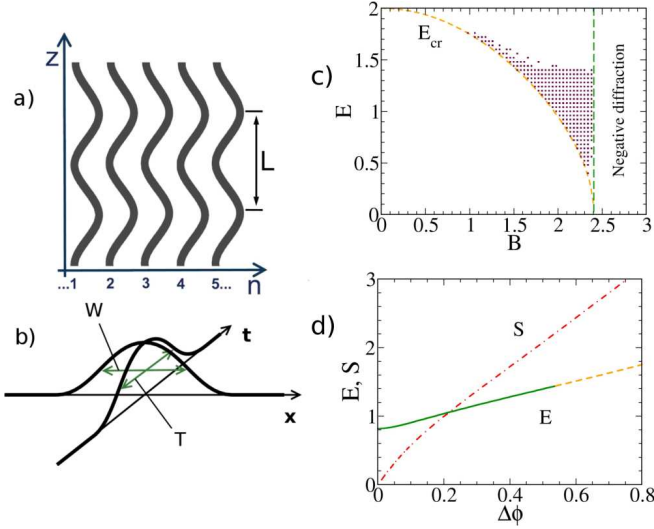 a)
z
L
...1 2 3 4 5... n
b)
W
t
T
x
c)
2
1.5
1
0.5
0
E
E_cr
Negative diffraction
0 0.5 1 1.5 2 2.5 3
B
d)
3
2
1
0
E, S
S
E
0 0.2 0.4 0.6 0.8
Δϕ